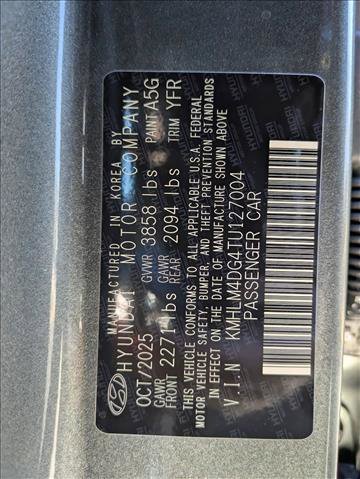 MANUFACTURED IN KOREA BY
HYUNDAI MOTOR COMPANY
OCT/2025 GVWR 3858 lbs PAINT A5G
GAWR FRONT 2271 lbs GAWR REAR 2094 lbs TRIM YFR
THIS VEHICLE CONFORMS TO ALL APPLICABLE U.S.A. FEDERAL
MOTOR VEHICLE SAFETY, BUMPER, AND THEFT PREVENTION STANDARDS
IN EFFECT ON THE DATE OF MANUFACTURE SHOWN ABOVE
V.I.N KMHLM4DG4TU127004
PASSENGER CAR